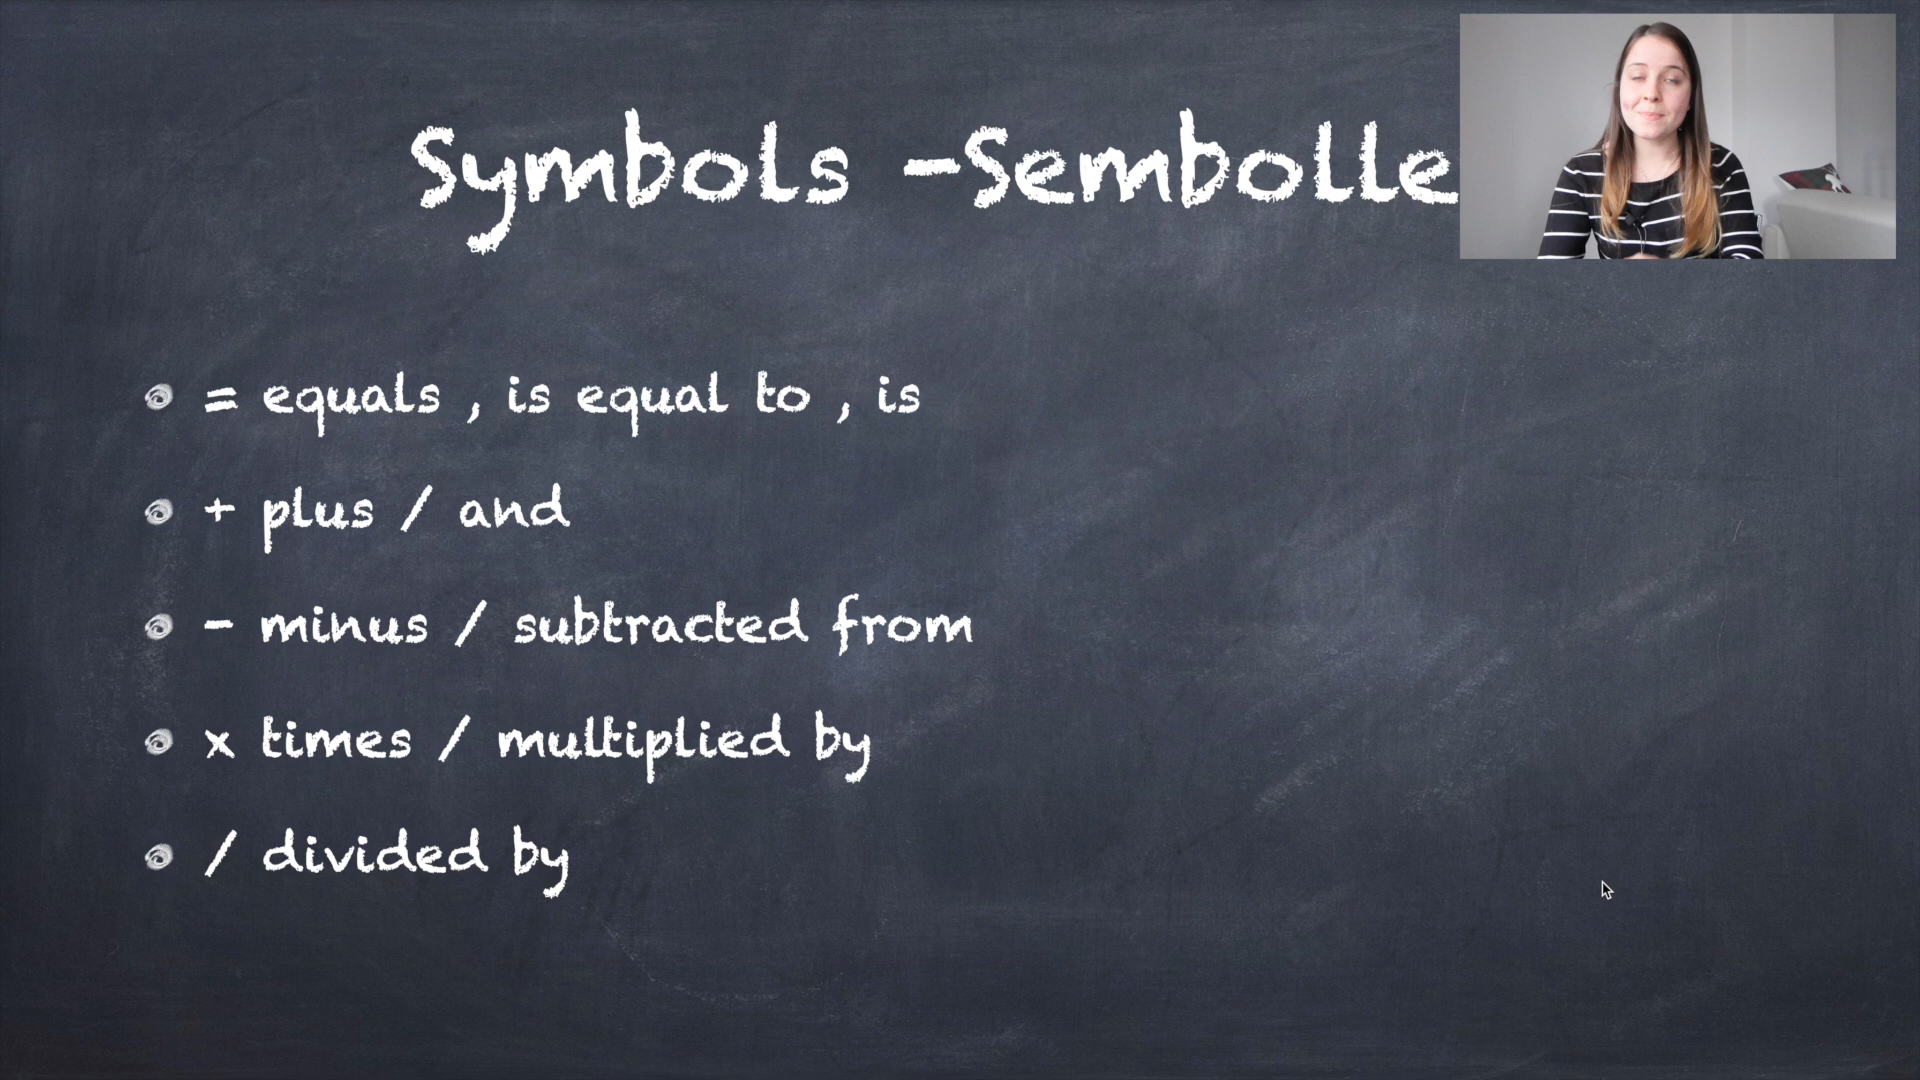 Symbols -Sembolle
= equals , is equal to , is
+ plus / and
- minus / subtracted from
x times / multiplied by
/ divided by